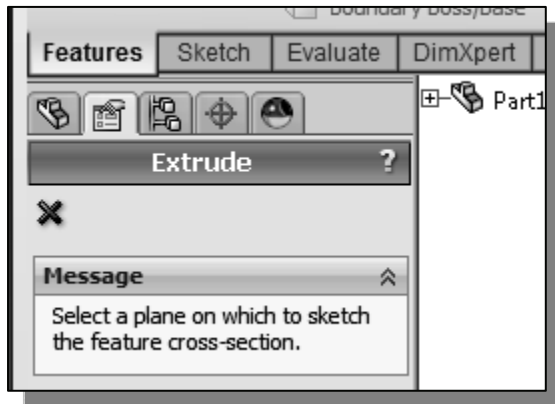 boundary boss/base
Features Sketch Evaluate DimXpert
Part1
Extrude ?
Message
Select a plane on which to sketch
the feature cross-section.